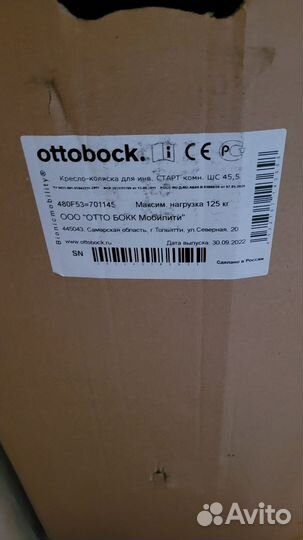 ottobock.
CE
Bionicmobility®
Кресло-коляска для инв. СТАРТ комн. ШС 45,5
480F53=701145 Максим. нагрузка 125 кг
ООО "ОТТО БОКК Мобилити"
445043, Самарская область, г. Тольятти, ул.Северная, 20
www.ottobock.ru Дата выпуска: 30.09.2022
SN
Сделано в России
Avito